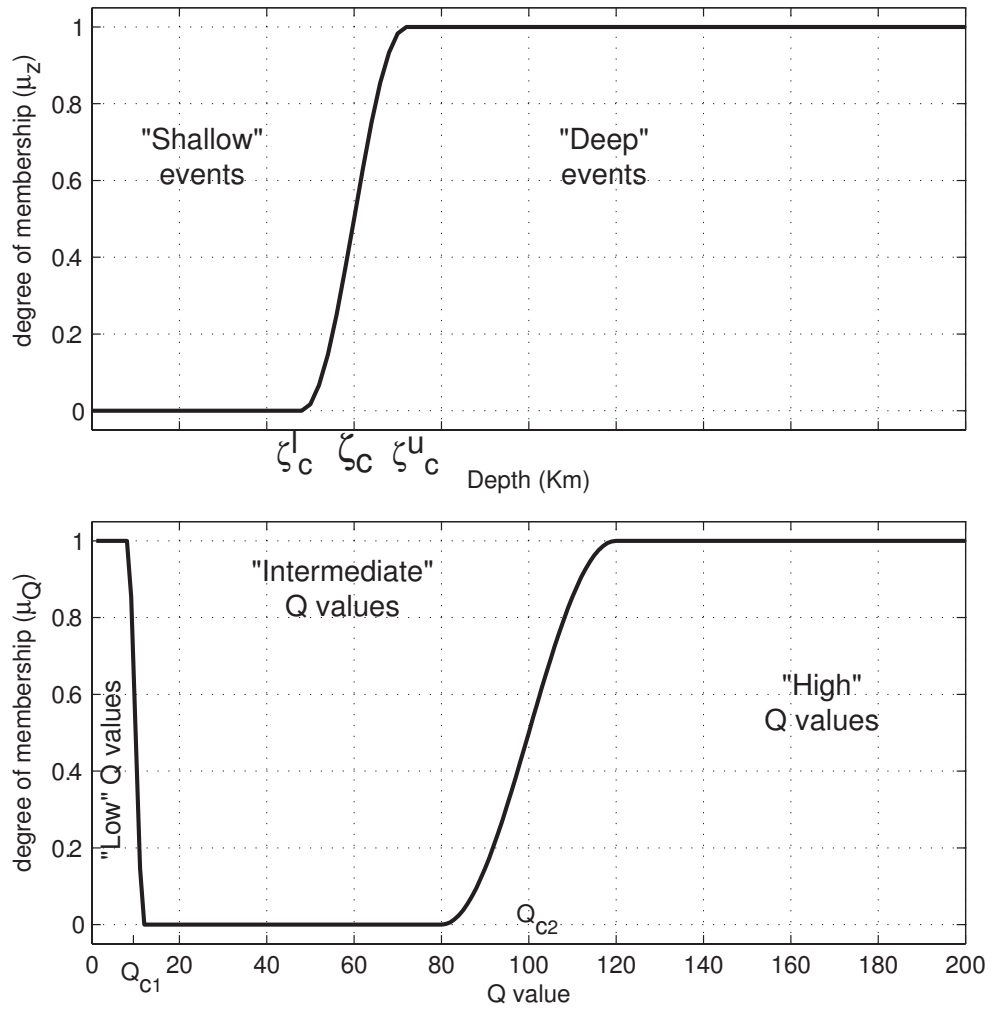 degree of membership (μz)
1
0.8
0.6
0.4
0.2
0
"Shallow"
events
"Deep"
events
ζlc ζc ζuc
Depth (Km)
degree of membership (μQ)
1
0.8
0.6
0.4
0.2
0
"Low" Q values
"Intermediate"
Q values
"High"
Q values
Qc2
0 20 40 60 80 100 120 140 160 180 200
Qc1
Q value